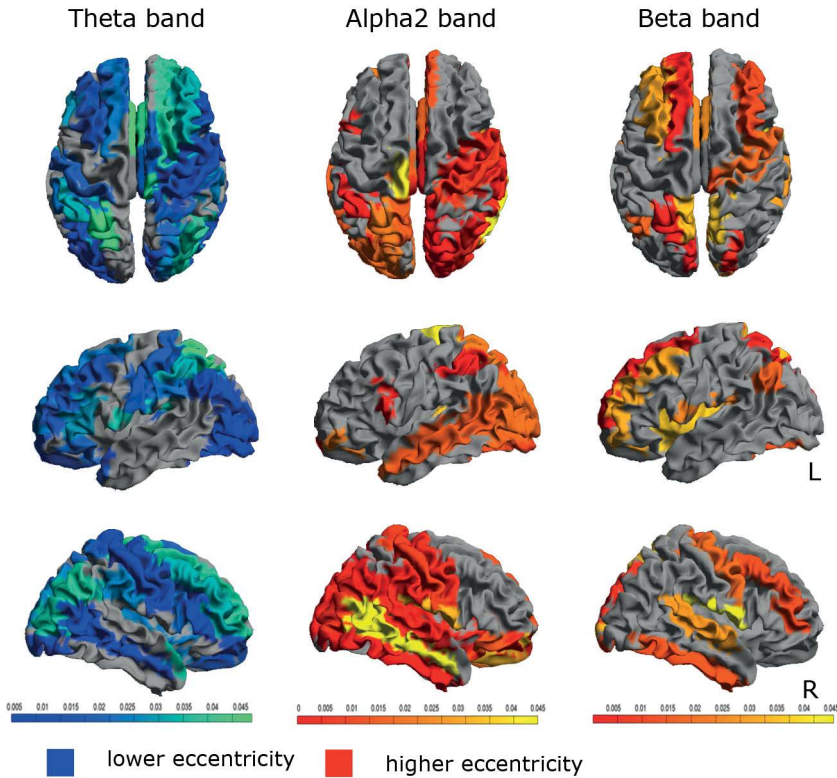 Theta band Alpha2 band Beta band
L
R
0.005 0.01 0.015 0.02 0.025 0.03 0.035 0.04 0.045
0 0.005 0.01 0.015 0.02 0.025 0.03 0.035 0.04 0.045
0.005 0.01 0.015 0.02 0.025 0.03 0.035 0.04 0.045
lower eccentricity higher eccentricity